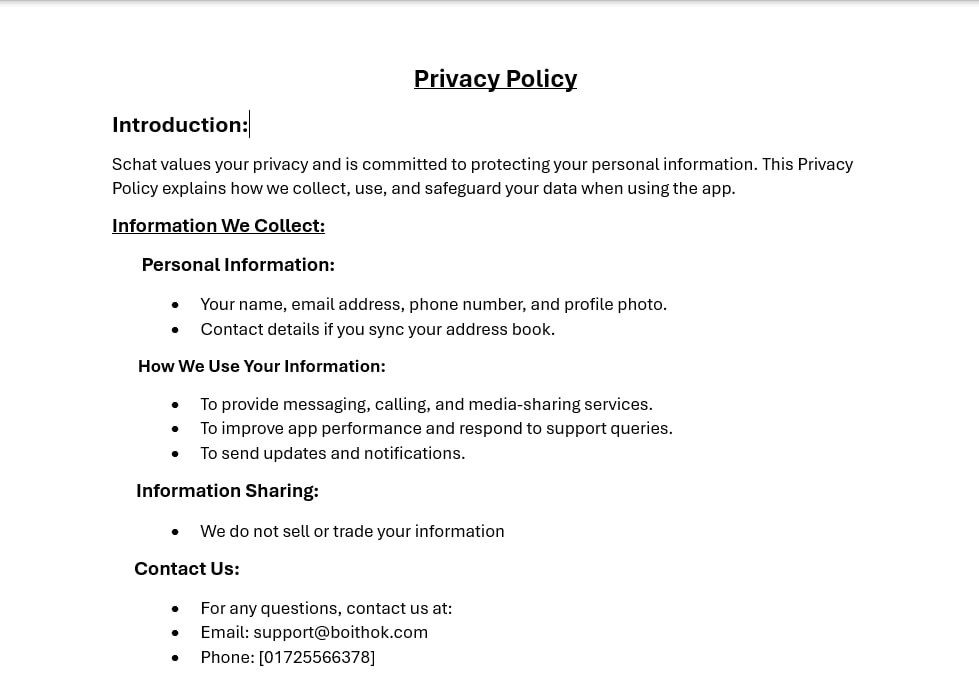 Privacy Policy
Introduction:
Schat values your privacy and is committed to protecting your personal information. This Privacy
Policy explains how we collect, use, and safeguard your data when using the app.
Information We Collect:
Personal Information:
• Your name, email address, phone number, and profile photo.
• Contact details if you sync your address book.
How We Use Your Information:
• To provide messaging, calling, and media-sharing services.
• To improve app performance and respond to support queries.
• To send updates and notifications.
Information Sharing:
• We do not sell or trade your information
Contact Us:
• For any questions, contact us at:
• Email: support@boithok.com
• Phone: [01725566378]